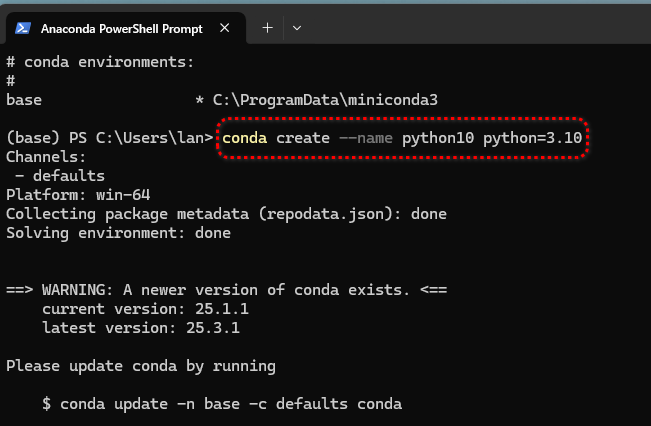 Anaconda PowerShell Prompt
# conda environments:
#
base * C:\ProgramData\miniconda3
(base) PS C:\Users\lan> conda create --name python10 python=3.10
Channels:
- defaults
Platform: win-64
Collecting package metadata (repodata.json): done
Solving environment: done
==> WARNING: A newer version of conda exists. <==
current version: 25.1.1
latest version: 25.3.1
Please update conda by running
$ conda update -n base -c defaults conda